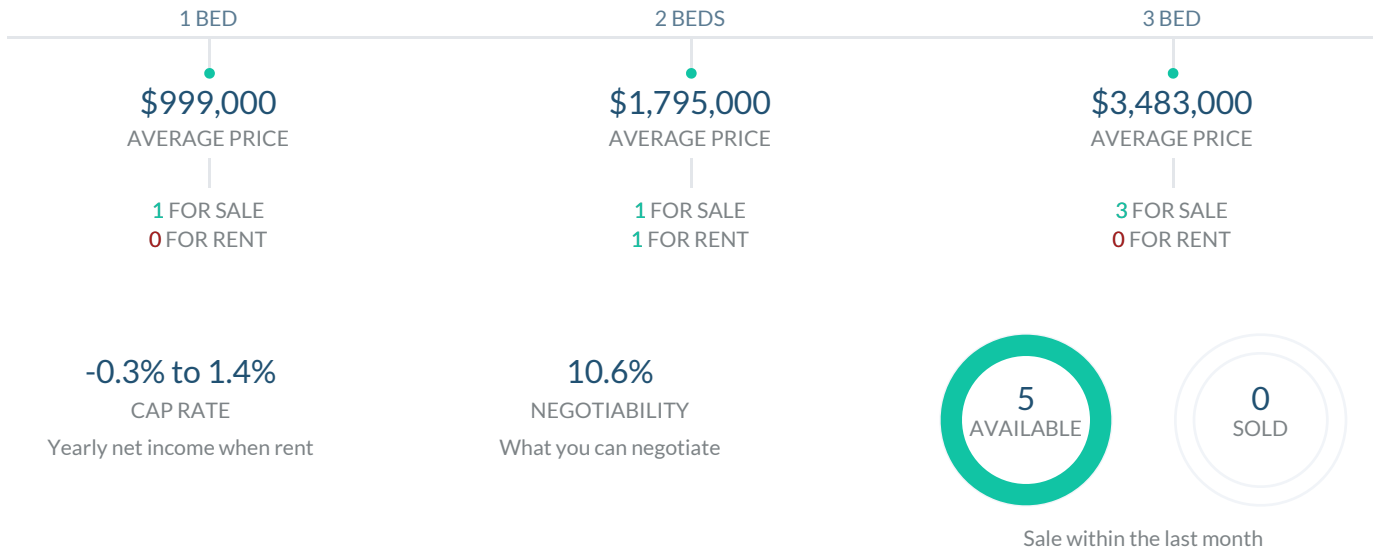 1 BED
$999,000
AVERAGE PRICE
1 FOR SALE
0 FOR RENT
2 BEDS
$1,795,000
AVERAGE PRICE
1 FOR SALE
1 FOR RENT
3 BED
$3,483,000
AVERAGE PRICE
3 FOR SALE
0 FOR RENT
-0.3% to 1.4%
CAP RATE
Yearly net income when rent
10.6%
NEGOTIABILITY
What you can negotiate
5
AVAILABLE
0
SOLD
Sale within the last month